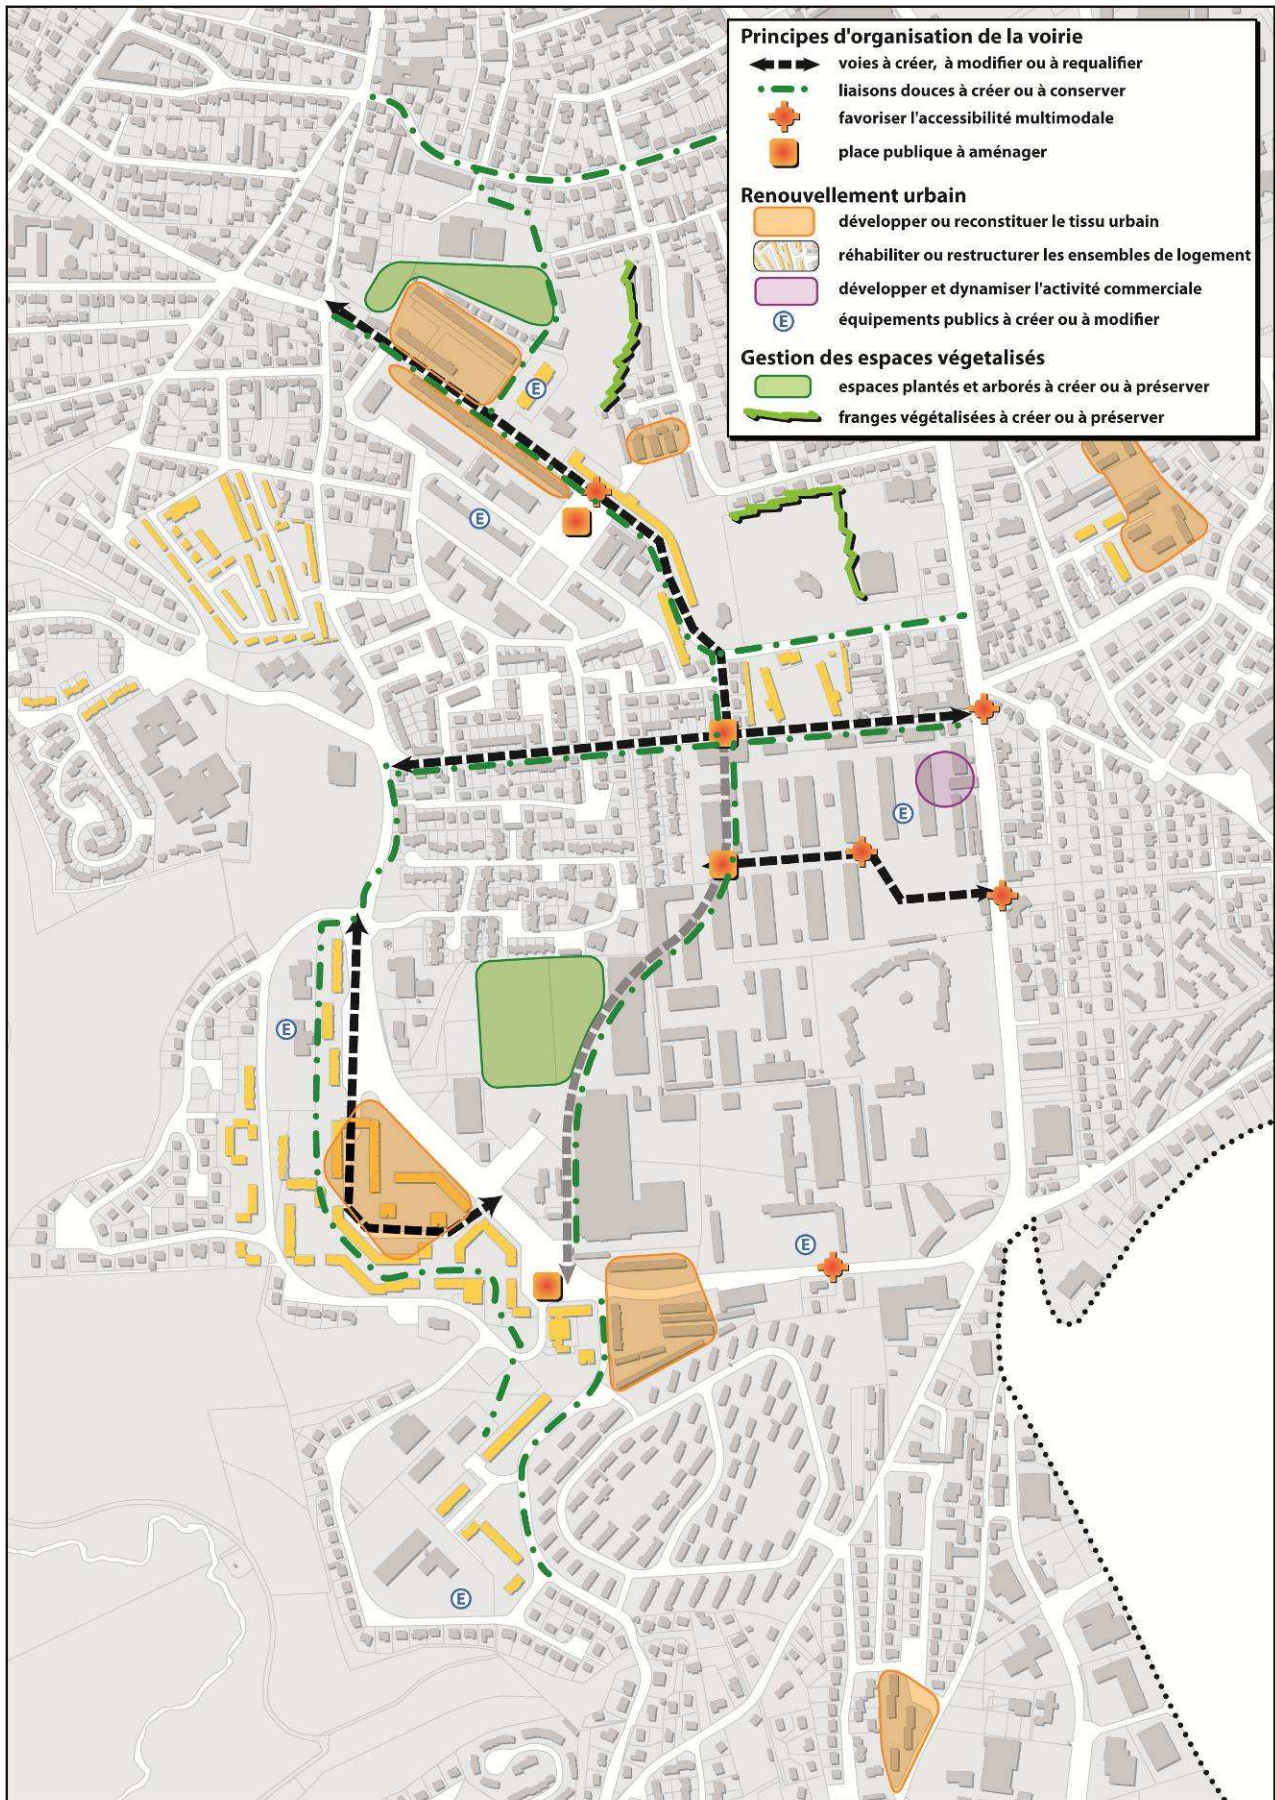 Principes d'organisation de la voirie
voies à créer, à modifier ou à requalifier
liaisons douces à créer ou à conserver
favoriser l'accessibilité multimodale
place publique à aménager
Renouvellement urbain
développer ou reconstituer le tissu urbain
réhabiliter ou restructurer les ensembles de logement
développer et dynamiser l'activité commerciale
E équipements publics à créer ou à modifier
Gestion des espaces végetalisés
espaces plantés et arborés à créer ou à préserver
franges végétalisées à créer ou à préserver
E
E
E
E
E
E